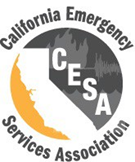 California Emergency
CESA
Services Association